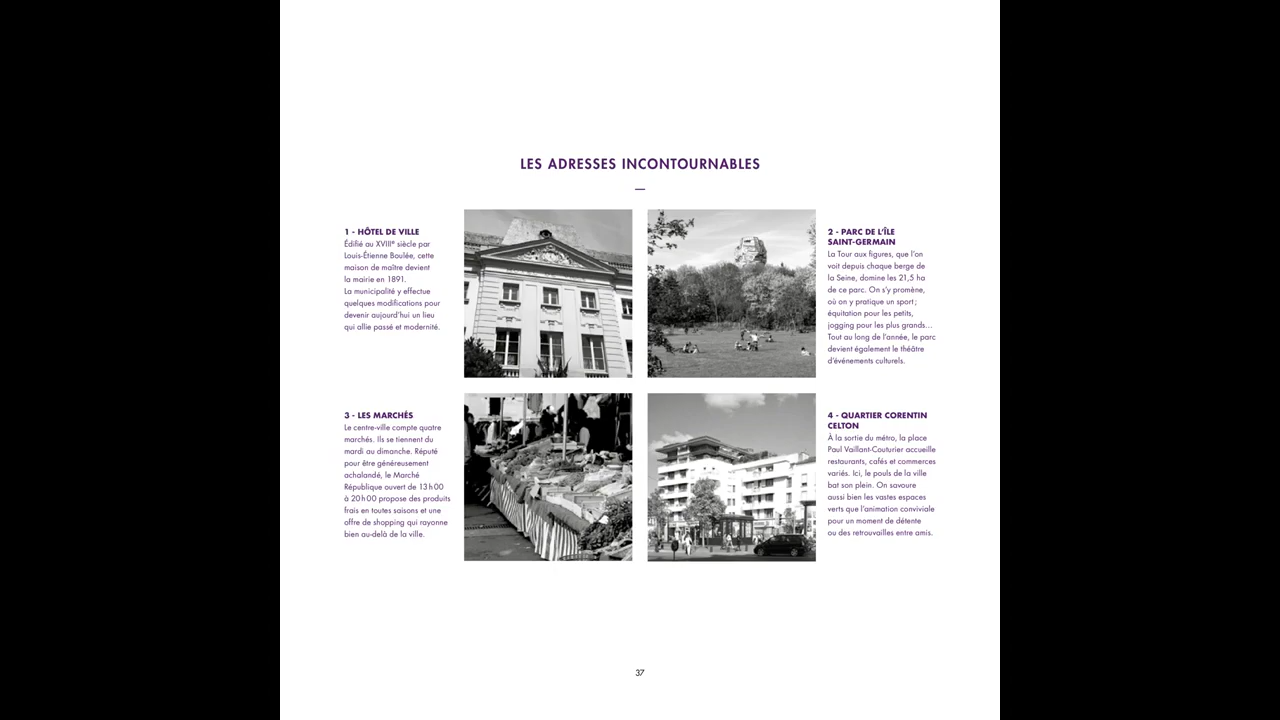 LES ADRESSES INCONTOURNABLES
—
1 - HÔTEL DE VILLE
Édifié au XVIIIe siècle par
Louis-Étienne Boulée, cette
maison de maître devient
la mairie en 1891.
La municipalité y effectue
quelques modifications pour
devenir aujourd'hui un lieu
qui allie passé et modernité.
2 - PARC DE L'ÎLE
SAINT-GERMAIN
La Tour aux figures, que l'on
voit depuis chaque berge de
la Seine, domine les 21,5 ha
de ce parc. On s'y promène,
où on y pratique un sport ;
équitation pour les petits,
jogging pour les plus grands…
Tout au long de l'année, le parc
devient également le théâtre
d'événements culturels.
3 - LES MARCHÉS
Le centre-ville compte quatre
marchés. Ils se tiennent du
mardi au dimanche. Réputé
pour être généreusement
achalandé, le Marché
République ouvert de 13 h 00
à 20 h 00 propose des produits
frais en toutes saisons et une
offre de shopping qui rayonne
bien au-delà de la ville.
4 - QUARTIER CORENTIN
CELTON
À la sortie du métro, la place
Paul Vaillant-Couturier accueille
restaurants, cafés et commerces
variés. Ici, le pouls de la ville
bat son plein. On savoure
aussi bien les vastes espaces
verts que l'animation conviviale
pour un moment de détente
ou des retrouvailles entre amis.
37